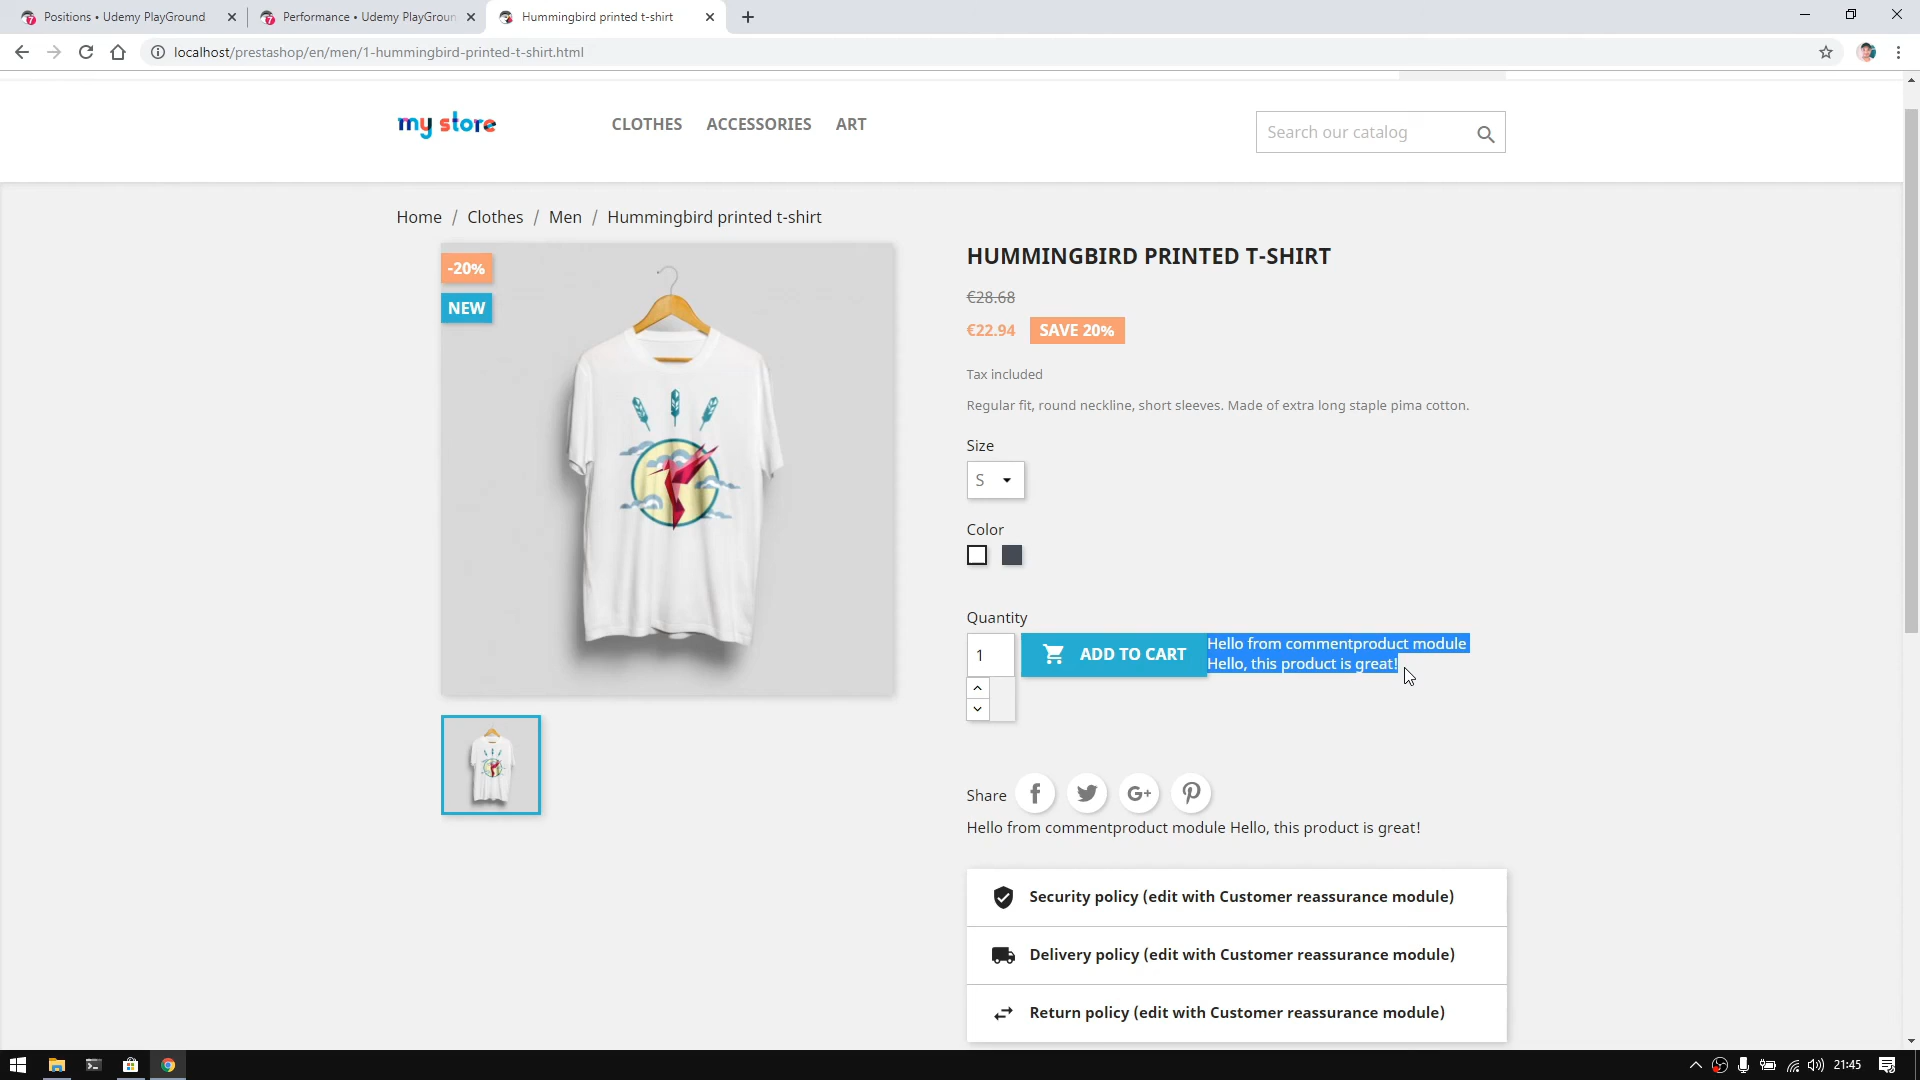 Positions • Udemy PlayGround
Performance • Udemy PlayGroun
Hummingbird printed t-shirt
localhost/prestashop/en/men/1-hummingbird-printed-t-shirt.html
my store
CLOTHES ACCESSORIES ART
Search our catalog
Home / Clothes / Men / Hummingbird printed t-shirt
-20%
NEW
HUMMINGBIRD PRINTED T-SHIRT
€28.68
€22.94 SAVE 20%
Tax included
Regular fit, round neckline, short sleeves. Made of extra long staple pima cotton.
Size
S
Color
Quantity
1
ADD TO CART
Hello from commentproduct module
Hello, this product is great!
Share
Hello from commentproduct module Hello, this product is great!
Security policy (edit with Customer reassurance module)
Delivery policy (edit with Customer reassurance module)
Return policy (edit with Customer reassurance module)
21:45